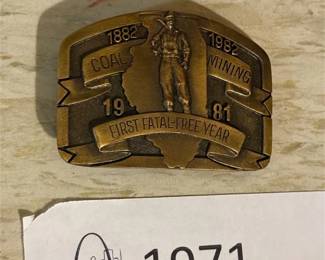 1882 1982
COAL MINING
19 81
FIRST FATAL-FREE YEAR
1971